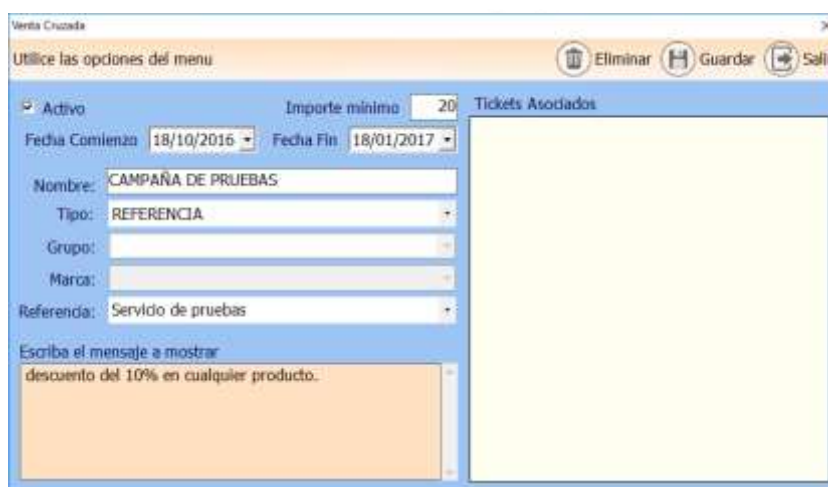 Venta Cruzada
Utilice las opciones del menu
Eliminar
Guardar
Sali
Activo
Importe mínimo 20
Fecha Comienzo 18/10/2016
Fecha Fin 18/01/2017
Nombre: CAMPAÑA DE PRUEBAS
Tipo: REFERENCIA
Grupo:
Marca:
Referencia: Servicio de pruebas
Escriba el mensaje a mostrar
descuento del 10% en cualquier producto.
Tickets Asociados